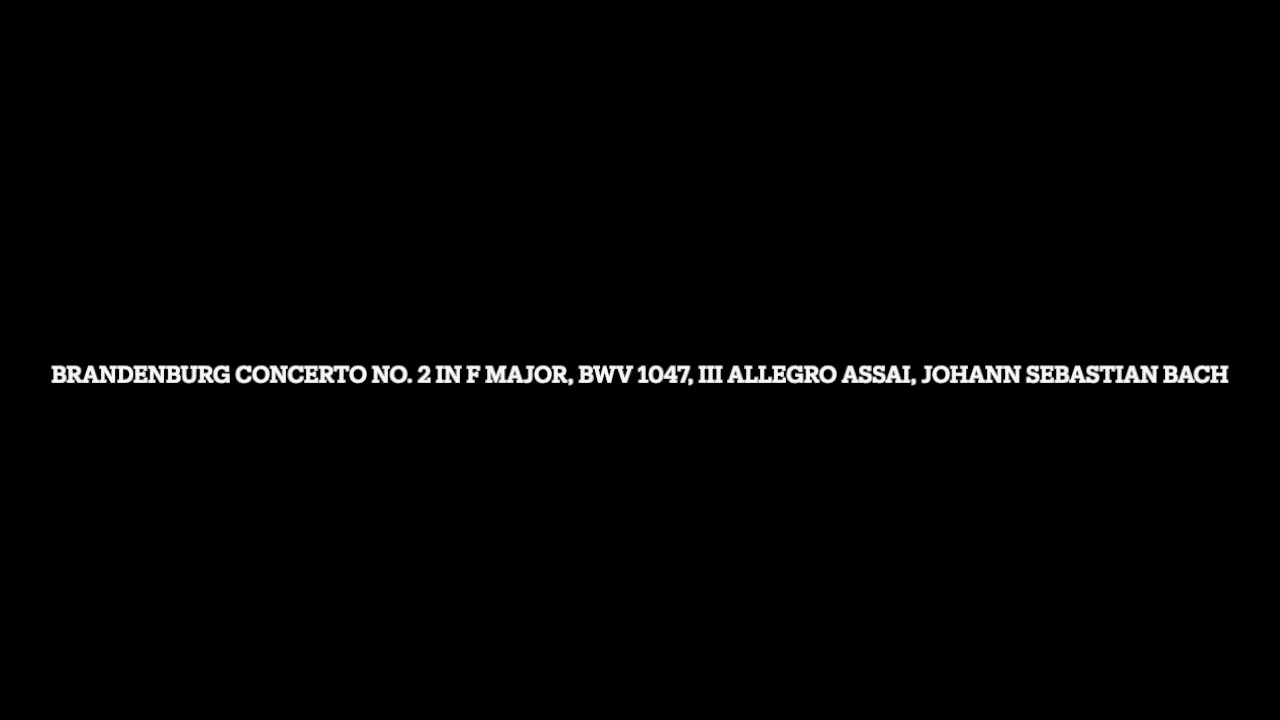 BRANDENBURG CONCERTO NO. 2 IN F MAJOR, BWV 1047, III ALLEGRO ASSAI, JOHANN SEBASTIAN BACH